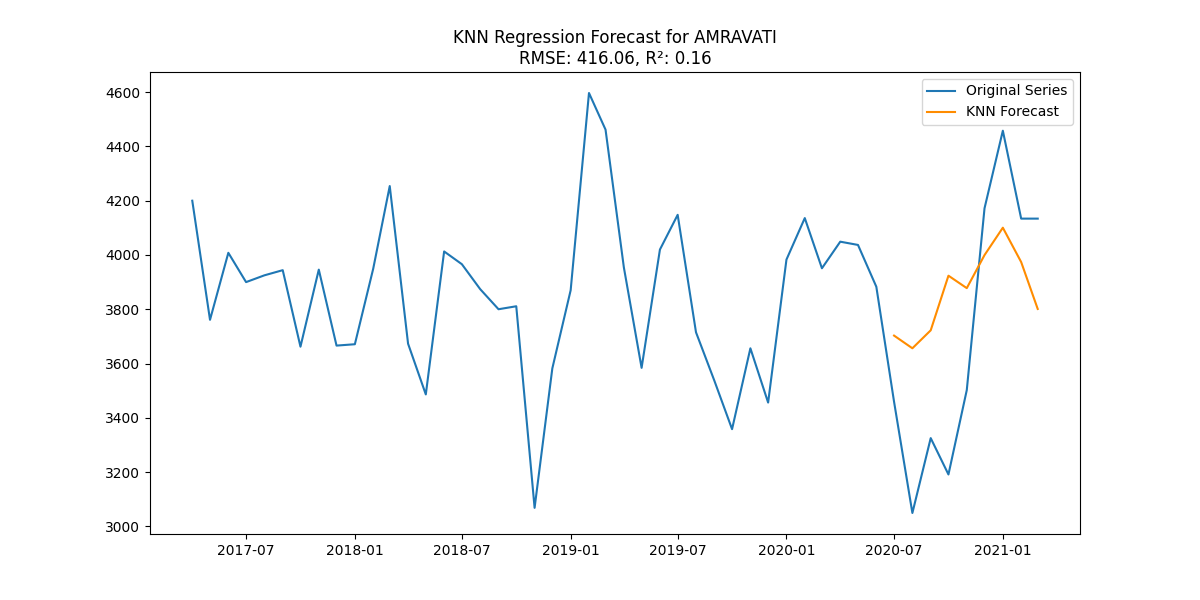 KNN Regression Forecast for AMRAVATI
RMSE: 416.06, R²: 0.16
Original Series
KNN Forecast
4600
4400
4200
4000
3800
3600
3400
3200
3000
2017-07 2018-01 2018-07 2019-01 2019-07 2020-01 2020-07 2021-01